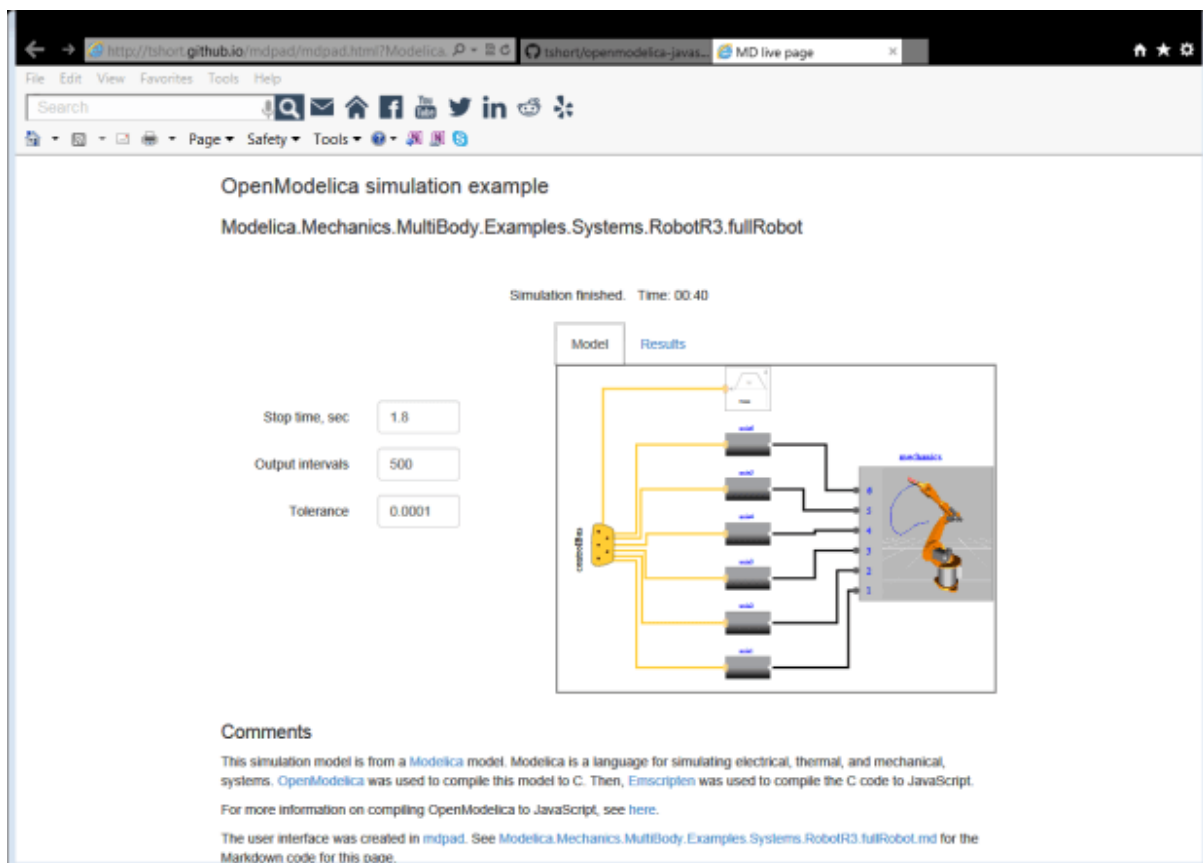 http://tshort.github.io/mdpad/mdpad.html?Modelica.
tshort/openmodelica-javas...
MD live page
File Edit View Favorites Tools Help
Search
You Tube
in
Page Safety Tools
OpenModelica simulation example
Modelica.Mechanics.MultiBody.Examples.Systems.RobotR3.fullRobot
Simulation finished. Time: 00:40
Model Results
Stop time, sec 1.8
Output intervals 500
Tolerance 0.0001
mechanics
6
5
4
3
2
1
controlBus
Comments
This simulation model is from a Modelica model. Modelica is a language for simulating electrical, thermal, and mechanical,
systems. OpenModelica was used to compile this model to C. Then, Emscripten was used to compile the C code to JavaScript.
For more information on compiling OpenModelica to JavaScript, see here.
The user interface was created in mdpad. See Modelica.Mechanics.MultiBody.Examples.Systems.RobotR3.fullRobot.md for the
Markdown code for this page.